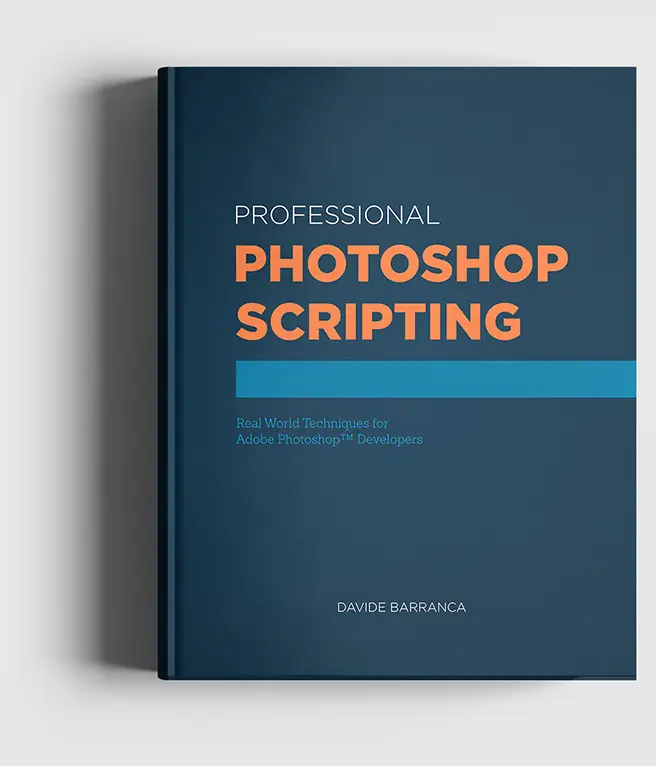 PROFESSIONAL
PHOTOSHOP
SCRIPTING
Real World Techniques for
Adobe Photoshop™ Developers
DAVIDE BARRANCA